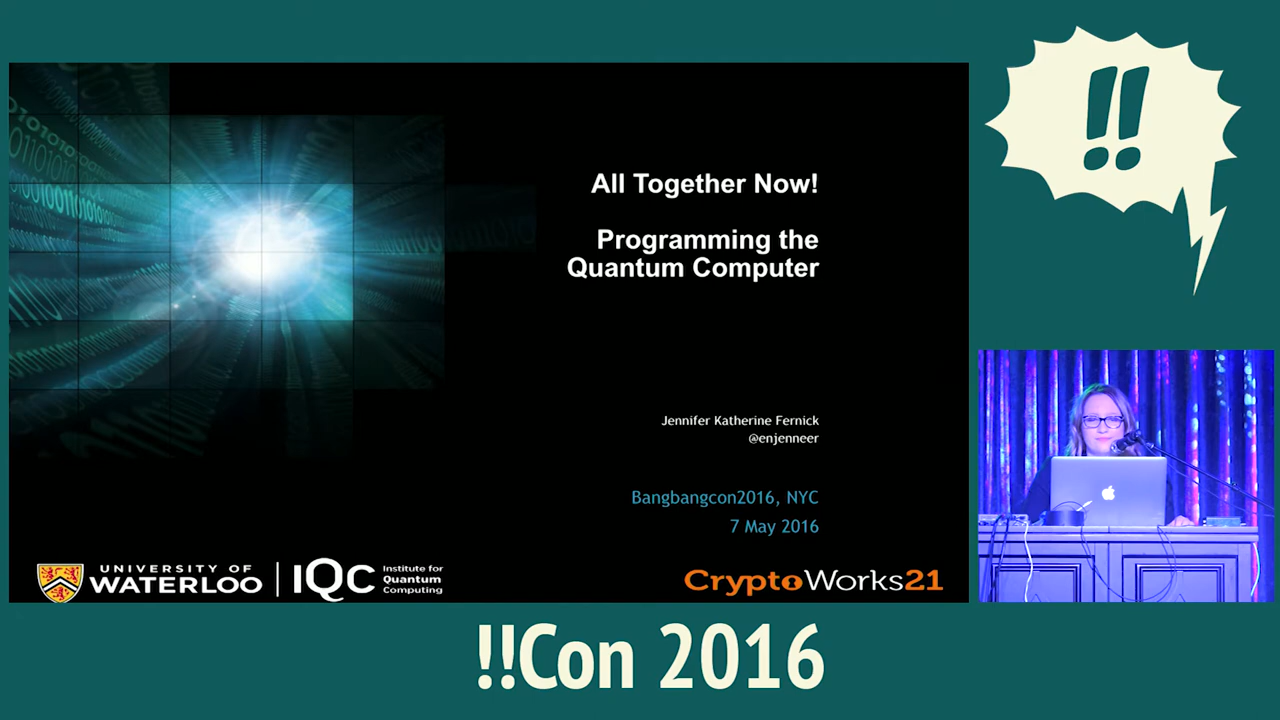 !!
All Together Now!
Programming the
Quantum Computer
Jennifer Katherine Fernick
@enjenneer
Bangbangcon2016, NYC
7 May 2016
UNIVERSITY OF
WATERLOO
IQC
Institute for
Quantum
Computing
CryptoWorks21
!!Con 2016